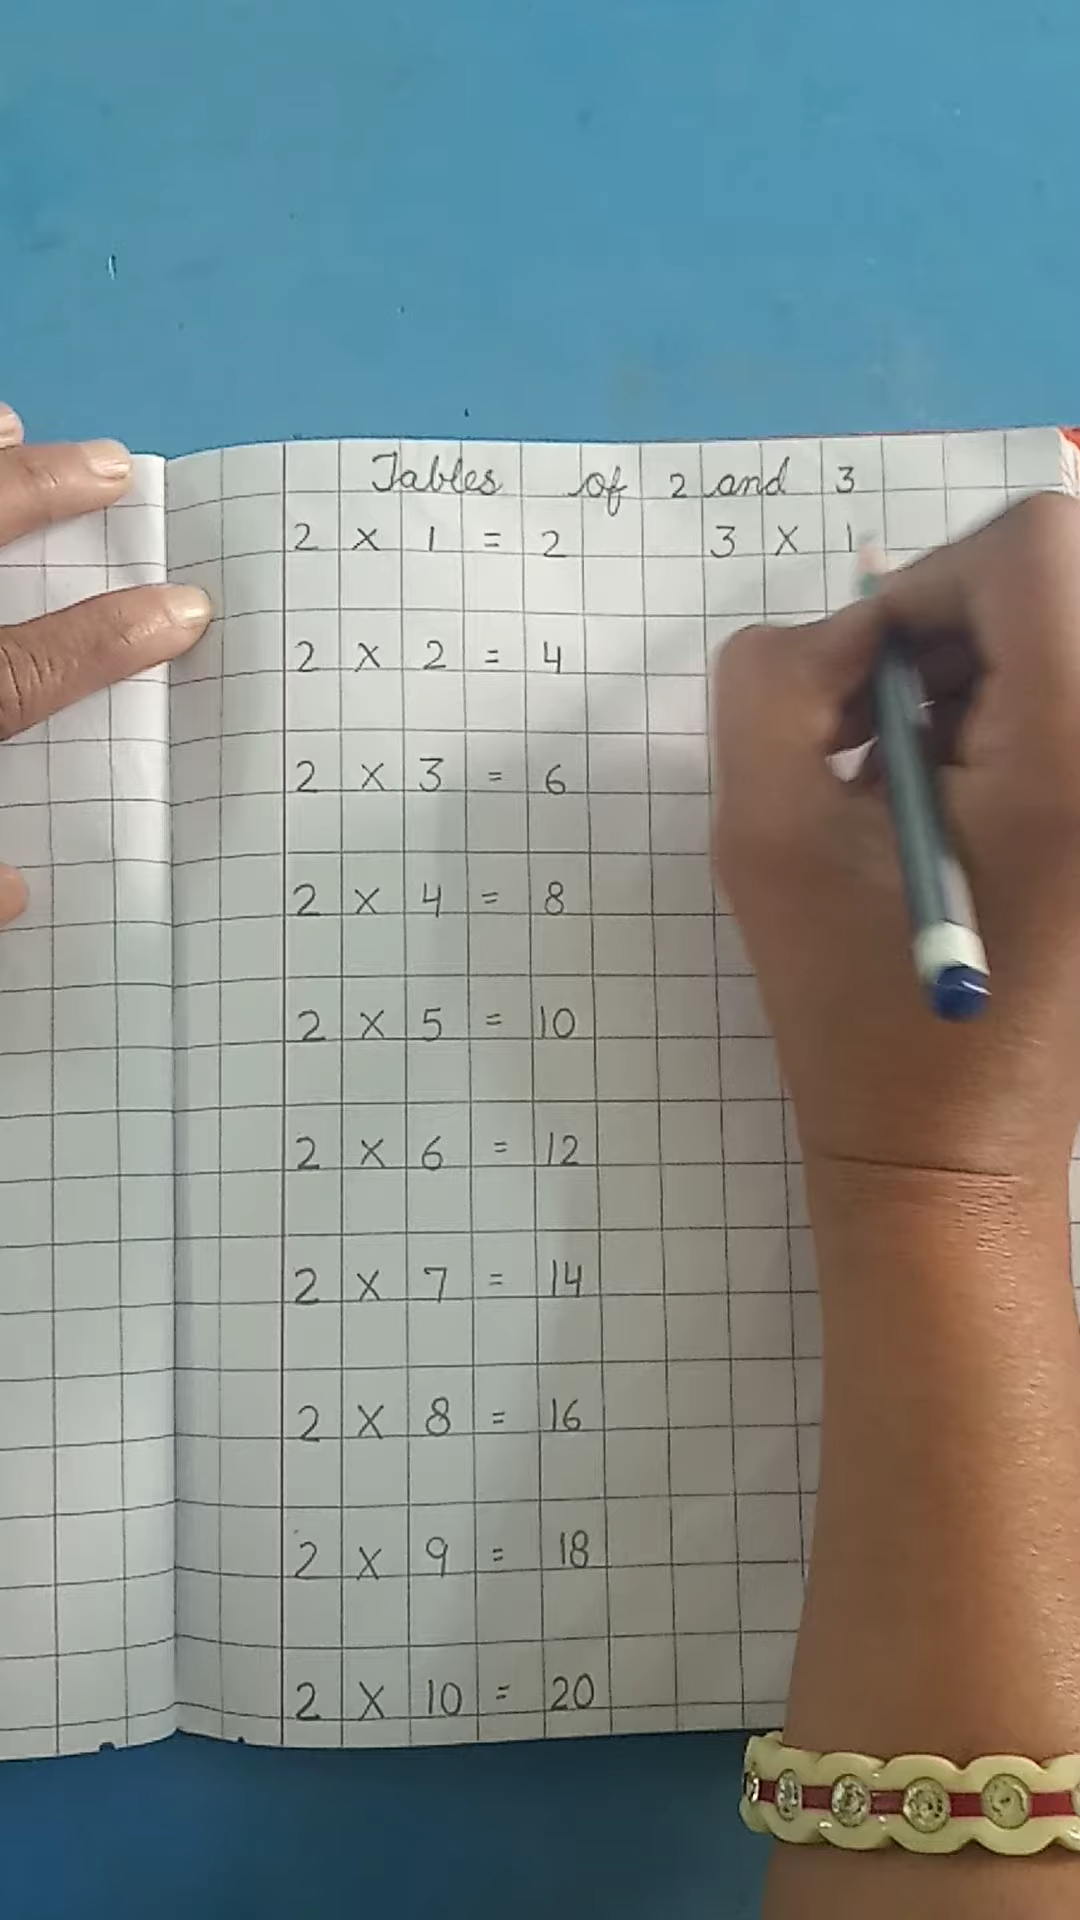 Tables of 2 and 3
2 × 1 = 2 3 × 1
2 × 2 = 4
2 × 3 = 6
2 × 4 = 8
2 × 5 = 10
2 × 6 = 12
2 × 7 = 14
2 × 8 = 16
2 × 9 = 18
2 × 10 = 20